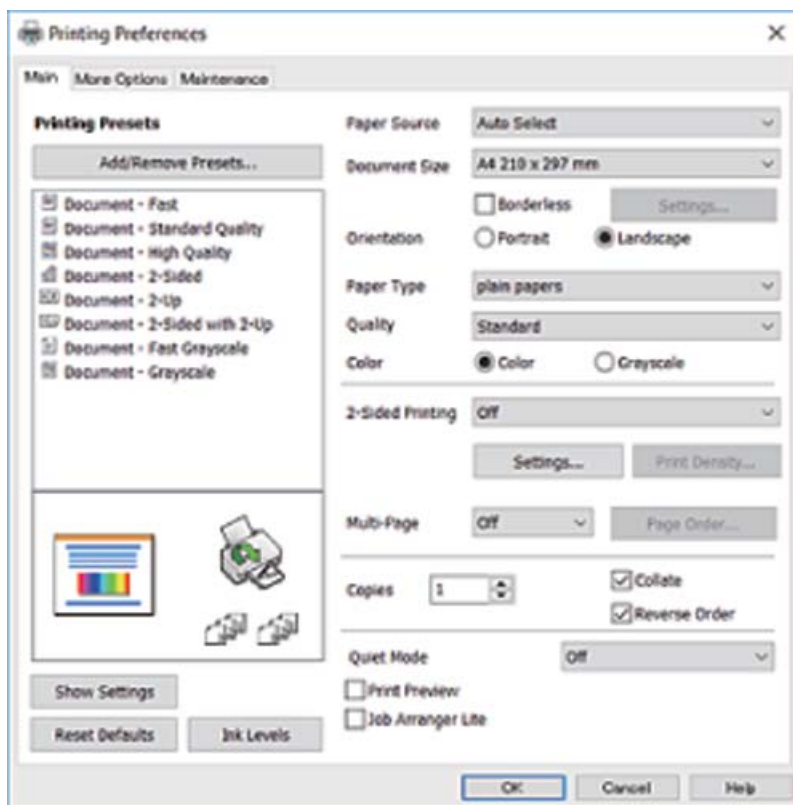 Printing Preferences
Main More Options Maintenance
Printing Presets
Add/Remove Presets...
Document - Fast
Document - Standard Quality
Document - High Quality
Document - 2-Sided
Document - 2-Up
Document - 2-Sided with 2-Up
Document - Fast Grayscale
Document - Grayscale
Show Settings
Reset Defaults Ink Levels
Paper Source Auto Select
Document Size A4 210 x 297 mm
Borderless Settings...
Orientation Portrait Landscape
Paper Type plain papers
Quality Standard
Color Color Grayscale
2-Sided Printing Off
Settings... Print Density...
Multi-Page Off Page Order...
Copies 1 Collate
Reverse Order
Quiet Mode Off
Print Preview
Job Arranger Lite
OK Cancel Help